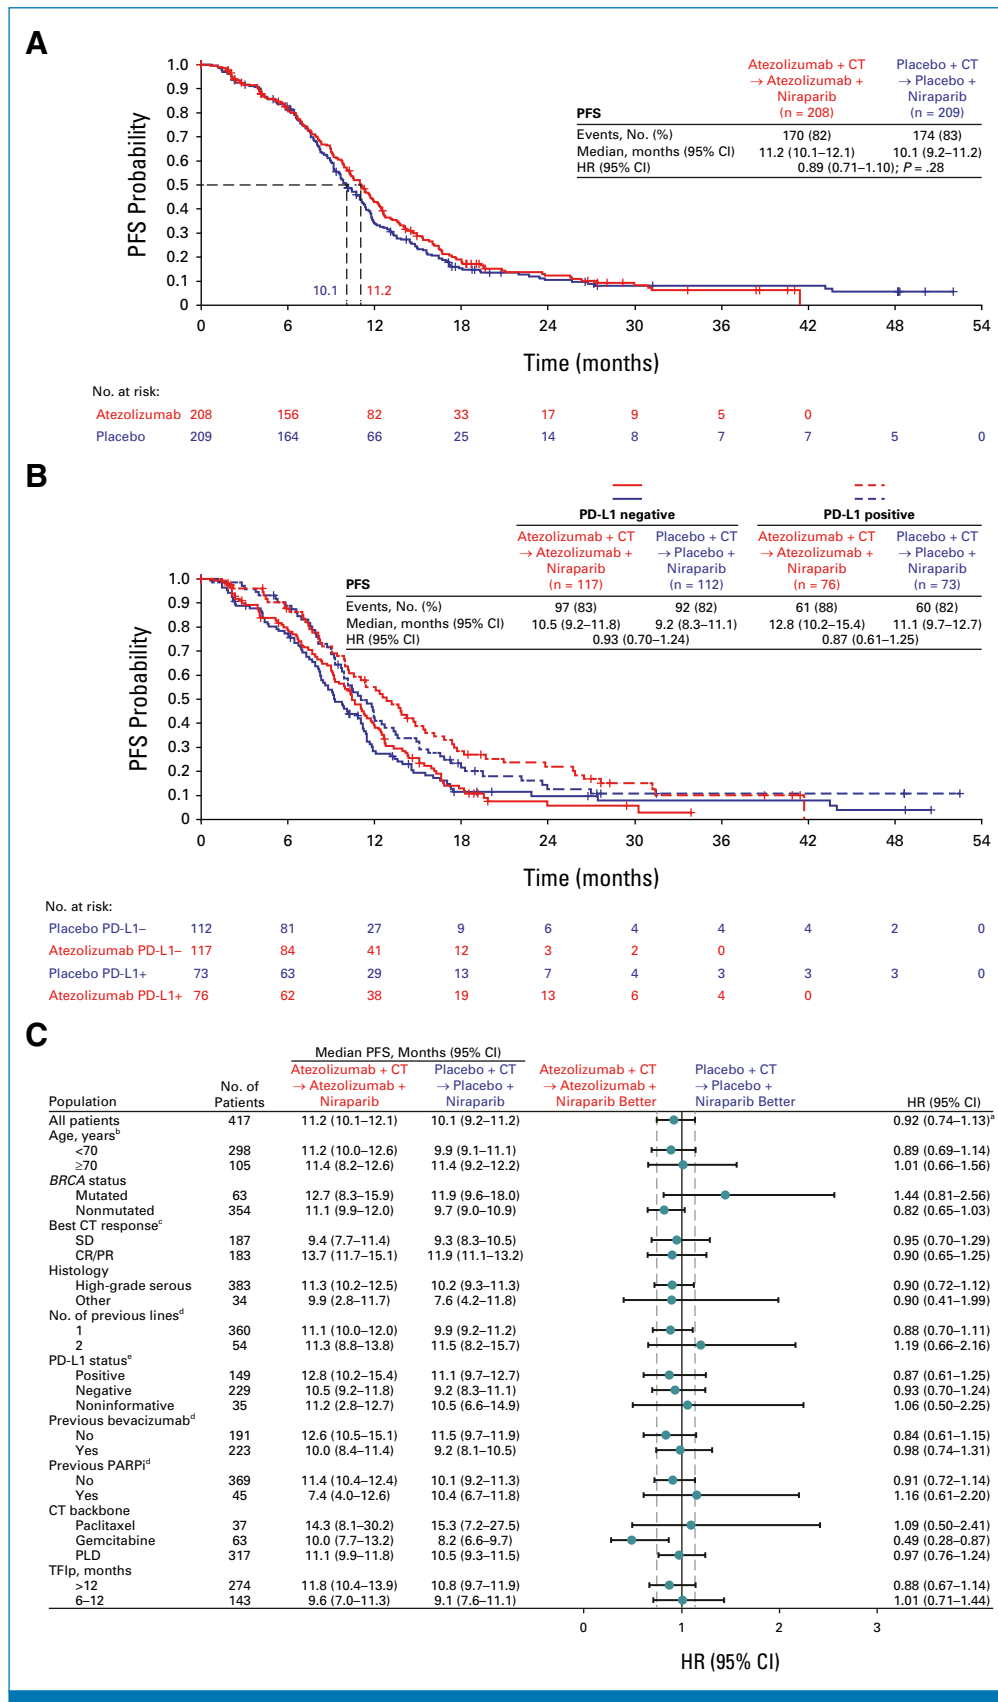 A
Atezolizumab + CT Placebo + CT
→ Atezolizumab + → Placebo +
Niraparib Niraparib
PFS (n = 208) (n = 209)
Events, No. (%) 170 (82) 174 (83)
Median, months (95% CI) 11.2 (10.1–12.1) 10.1 (9.2–11.2)
HR (95% CI) 0.89 (0.71–1.10); P = .28
PFS Probability
1.0
0.9
0.8
0.7
0.6
0.5
0.4
0.3
0.2
0.1
0
10.1 11.2
0 6 12 18 24 30 36 42 48 54
Time (months)
No. at risk:
Atezolizumab 208 156 82 33 17 9 5 0
Placebo 209 164 66 25 14 8 7 7 5 0
B
PD-L1 negative PD-L1 positive
Atezolizumab + CT Placebo + CT Atezolizumab + CT Placebo + CT
→ Atezolizumab + → Placebo + → Atezolizumab + → Placebo +
Niraparib Niraparib Niraparib Niraparib
PFS (n = 117) (n = 112) (n = 76) (n = 73)
Events, No. (%) 97 (83) 92 (82) 61 (88) 60 (82)
Median, months (95% CI) 10.5 (9.2–11.8) 9.2 (8.3–11.1) 12.8 (10.2–15.4) 11.1 (9.7–12.7)
HR (95% CI) 0.93 (0.70–1.24) 0.87 (0.61–1.25)
PFS Probability
1.0
0.9
0.8
0.7
0.6
0.5
0.4
0.3
0.2
0.1
0
0 6 12 18 24 30 36 42 48 54
Time (months)
No. at risk:
Placebo PD-L1– 112 81 27 9 6 4 4 4 2 0
Atezolizumab PD-L1– 117 84 41 12 3 2 0
Placebo PD-L1+ 73 63 29 13 7 4 3 3 3 0
Atezolizumab PD-L1+ 76 62 38 19 13 6 4 0
C
Median PFS, Months (95% CI)
Atezolizumab + CT Placebo + CT Atezolizumab + CT Placebo + CT
No. of → Atezolizumab + → Placebo + → Atezolizumab + → Placebo +
Population Patients Niraparib Niraparib Niraparib Better Niraparib Better HR (95% CI)
All patients 417 11.2 (10.1–12.1) 10.1 (9.2–11.2) 0.92 (0.74–1.13)a
Age, yearsb
<70 298 11.2 (10.0–12.6) 9.9 (9.1–11.1) 0.89 (0.69–1.14)
≥70 105 11.4 (8.2–12.6) 11.4 (9.2–12.2) 1.01 (0.66–1.56)
BRCA status
Mutated 63 12.7 (8.3–15.9) 11.9 (9.6–18.0) 1.44 (0.81–2.56)
Nonmutated 354 11.1 (9.9–12.0) 9.7 (9.0–10.9) 0.82 (0.65–1.03)
Best CT responsec
SD 187 9.4 (7.7–11.4) 9.3 (8.3–10.5) 0.95 (0.70–1.29)
CR/PR 183 13.7 (11.7–15.1) 11.9 (11.1–13.2) 0.90 (0.65–1.25)
Histology
High-grade serous 383 11.3 (10.2–12.5) 10.2 (9.3–11.3) 0.90 (0.72–1.12)
Other 34 9.9 (2.8–11.7) 7.6 (4.2–11.8) 0.90 (0.41–1.99)
No. of previous linesd
1 360 11.1 (10.0–12.0) 9.9 (9.2–11.2) 0.88 (0.70–1.11)
2 54 11.3 (8.8–13.8) 11.5 (8.2–15.7) 1.19 (0.66–2.16)
PD-L1 statuse
Positive 149 12.8 (10.2–15.4) 11.1 (9.7–12.7) 0.87 (0.61–1.25)
Negative 229 10.5 (9.2–11.8) 9.2 (8.3–11.1) 0.93 (0.70–1.24)
Noninformative 35 11.2 (2.8–12.7) 10.5 (6.6–14.9) 1.06 (0.50–2.25)
Previous bevacizumabd
No 191 12.6 (10.5–15.1) 11.5 (9.7–11.9) 0.84 (0.61–1.15)
Yes 223 10.0 (8.4–11.4) 9.2 (8.1–10.5) 0.98 (0.74–1.31)
Previous PARPid
No 369 11.4 (10.4–12.4) 10.1 (9.2–11.3) 0.91 (0.72–1.14)
Yes 45 7.4 (4.0–12.6) 10.4 (6.7–11.8) 1.16 (0.61–2.20)
CT backbone
Paclitaxel 37 14.3 (8.1–30.2) 15.3 (7.2–27.5) 1.09 (0.50–2.41)
Gemcitabine 63 10.0 (7.7–13.2) 8.2 (6.6–9.7) 0.49 (0.28–0.87)
PLD 317 11.1 (9.9–11.8) 10.5 (9.3–11.5) 0.97 (0.76–1.24)
TFIp, months
>12 274 11.8 (10.4–13.9) 10.8 (9.7–11.9) 0.88 (0.67–1.14)
6–12 143 9.6 (7.0–11.3) 9.1 (7.6–11.1) 1.01 (0.71–1.44)
0 1 2 3
HR (95% CI)